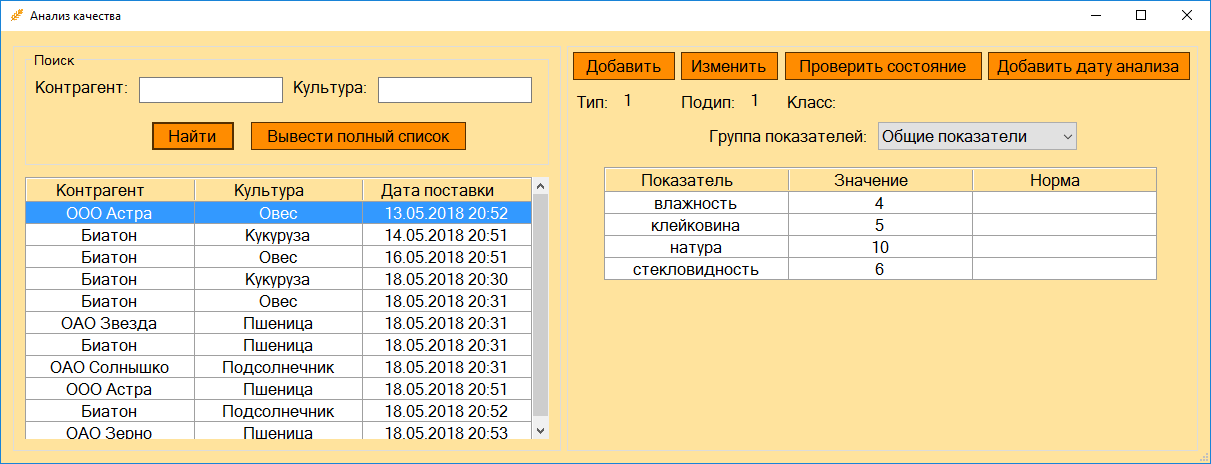 Анализ качества
Поиск
Контрагент: Культура:
Найти Вывести полный список
Контрагент Культура Дата поставки
ООО Астра Овес 13.05.2018 20:52
Биатон Кукуруза 14.05.2018 20:51
Биатон Овес 16.05.2018 20:51
Биатон Кукуруза 18.05.2018 20:30
Биатон Овес 18.05.2018 20:31
ОАО Звезда Пшеница 18.05.2018 20:31
Биатон Пшеница 18.05.2018 20:31
ОАО Солнышко Подсолнечник 18.05.2018 20:31
ООО Астра Пшеница 18.05.2018 20:51
Биатон Подсолнечник 18.05.2018 20:52
ОАО Зерно Пшеница 18.05.2018 20:53
Добавить Изменить Проверить состояние Добавить дату анализа
Тип: 1 Подип: 1 Класс:
Группа показателей: Общие показатели
Показатель Значение Норма
влажность 4
клейковина 5
натура 10
стекловидность 6